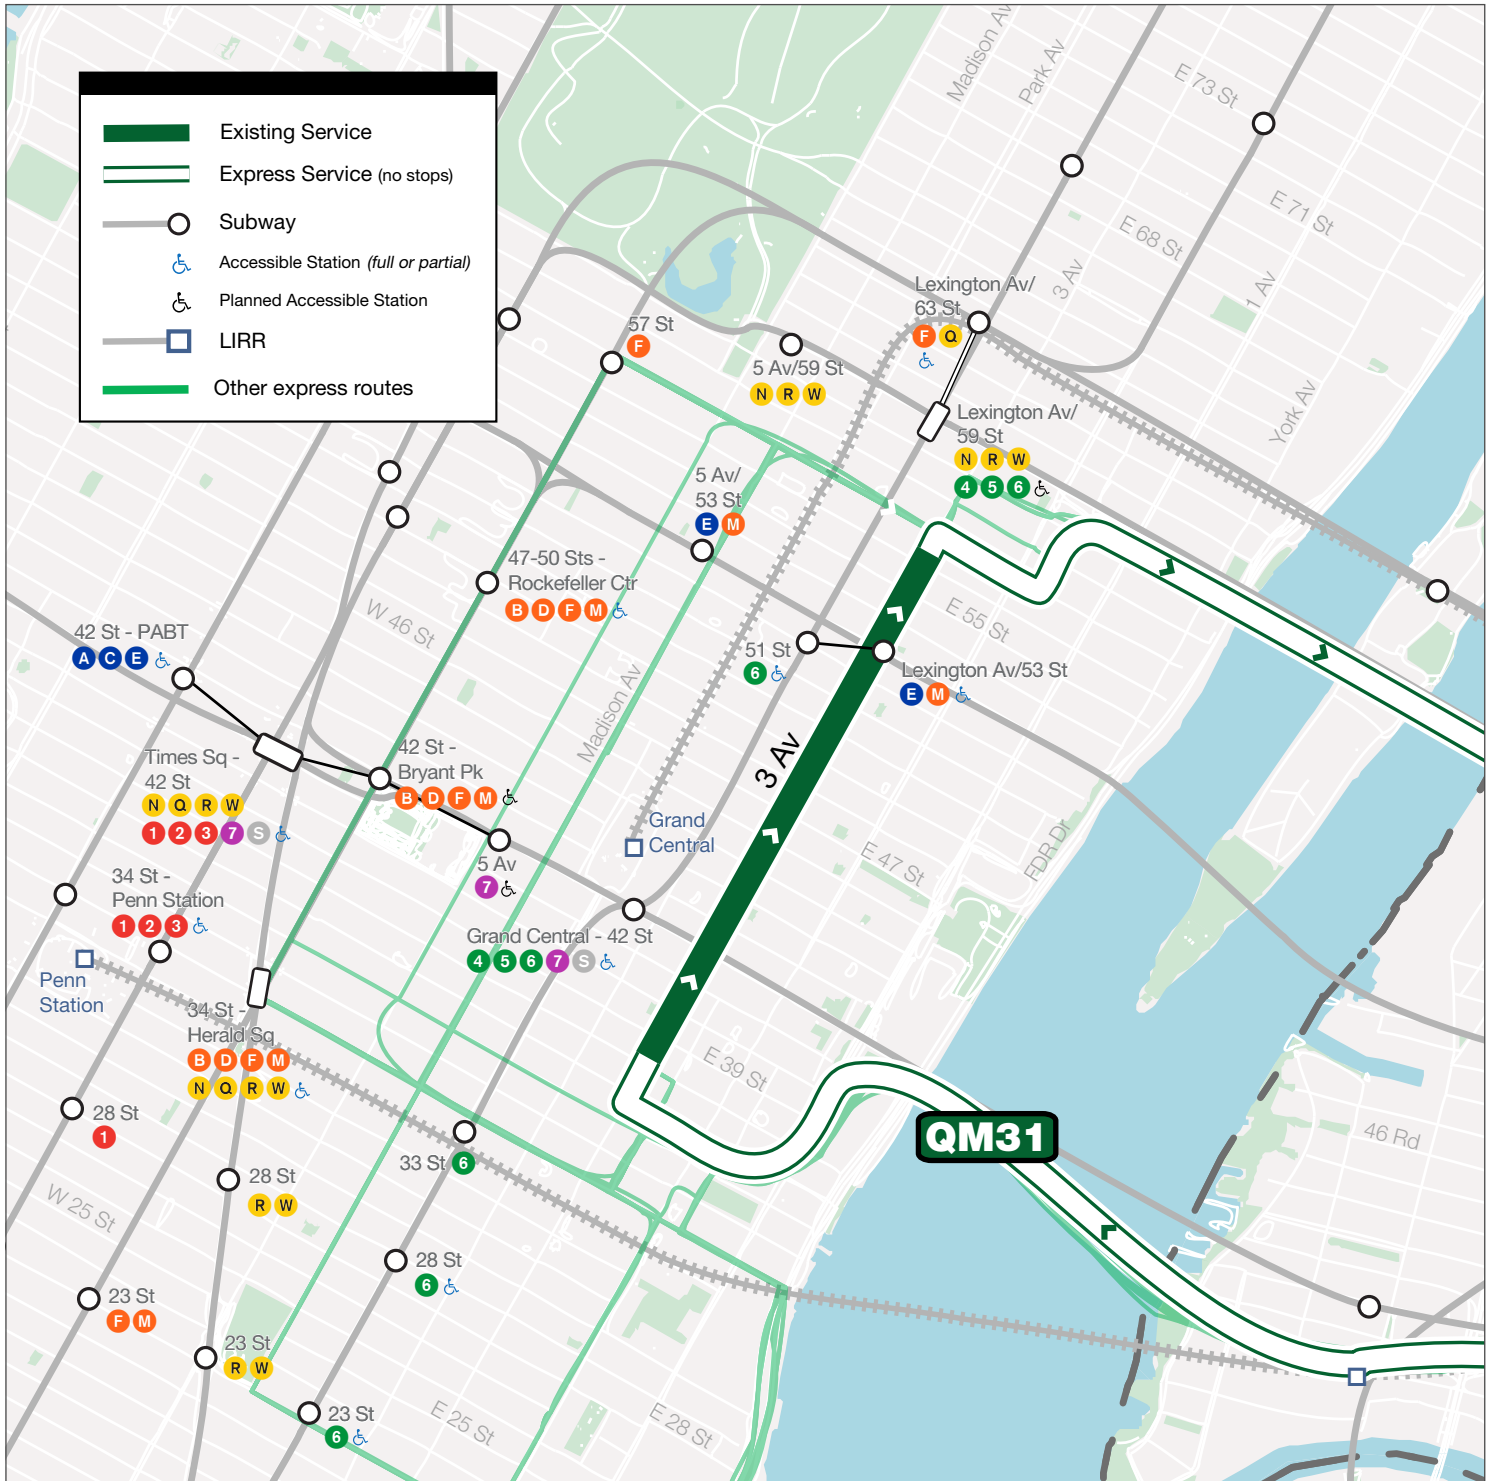 Existing Service
Express Service (no stops)
Subway
Accessible Station (full or partial)
Planned Accessible Station
LIRR
Other express routes
Madison Av
Park Av
E 73 St
E 71 St
E 68 St
3 Av
1 Av
York Av
Lexington Av/
63 St
F Q
57 St
F
5 Av/59 St
N R W
Lexington Av/
59 St
N R W
4 5 6
5 Av/
53 St
E M
47-50 Sts -
Rockefeller Ctr
B D F M
W 46 St
E 55 St
42 St - PABT
A C E
51 St
6
Lexington Av/53 St
E M
Madison Av
3 Av
Times Sq -
42 St
N Q R W
1 2 3 7 S
42 St -
Bryant Pk
B D F M
Grand
Central
5 Av
7
E 47 St
FDR Dr
34 St -
Penn Station
1 2 3
Grand Central - 42 St
4 5 6 7 S
Penn
Station
34 St -
Herald Sq
B D F M
N Q R W
E 39 St
QM31
46 Rd
28 St
1
33 St 6
28 St
R W
W 25 St
28 St
6
23 St
F M
23 St
R W
23 St
6
E 25 St
E 28 St